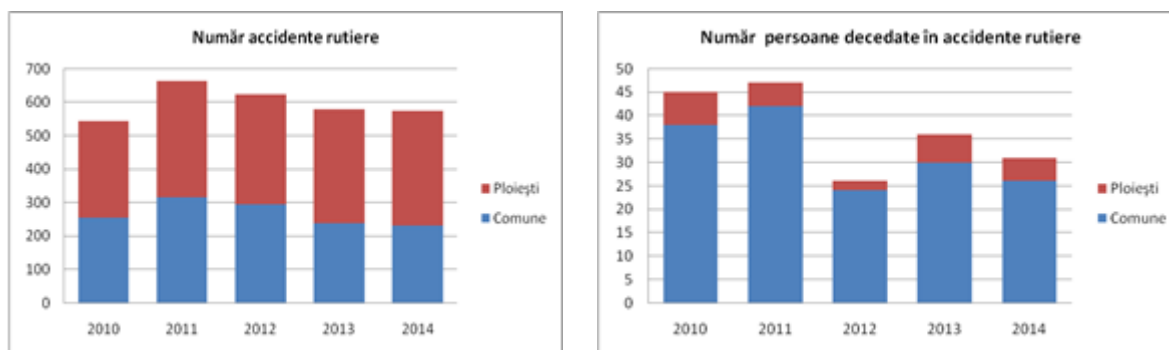 Număr accidente rutiere
700
600
500
400
300
200
100
0
2010 2011 2012 2013 2014
Ploiești
Comune
Număr persoane decedate în accidente rutiere
50
45
40
35
30
25
20
15
10
5
0
2010 2011 2012 2013 2014
Ploiești
Comune